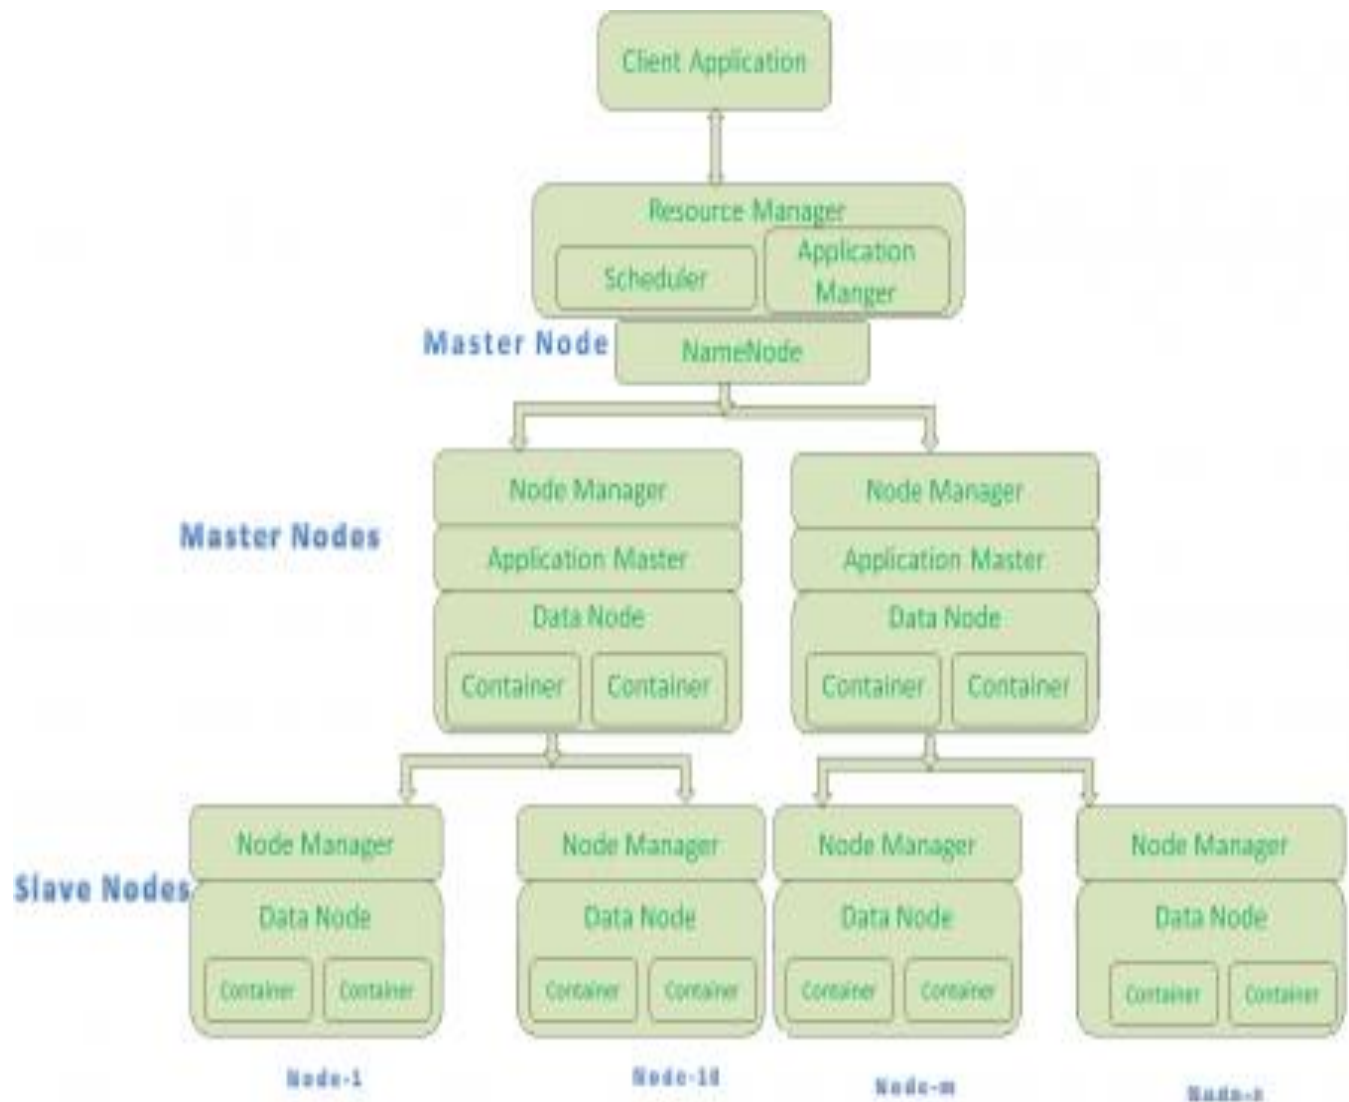 Client Application
Resource Manager
Scheduler
Application
Manger
Master Node
NameNode
Node Manager
Node Manager
Master Nodes
Application Master
Application Master
Data Node
Data Node
Container
Container
Container
Container
Node Manager
Node Manager
Node Manager
Node Manager
Slave Nodes
Data Node
Data Node
Data Node
Data Node
Container
Container
Container
Container
Container
Container
Container
Container
Node-1
Node-10
Node-m